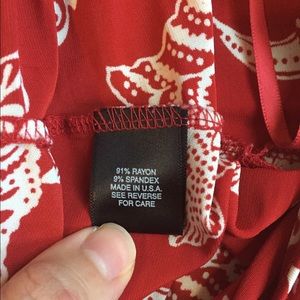 91% RAYON
9% SPANDEX
MADE IN U.S.A.
SEE REVERSE
FOR CARE